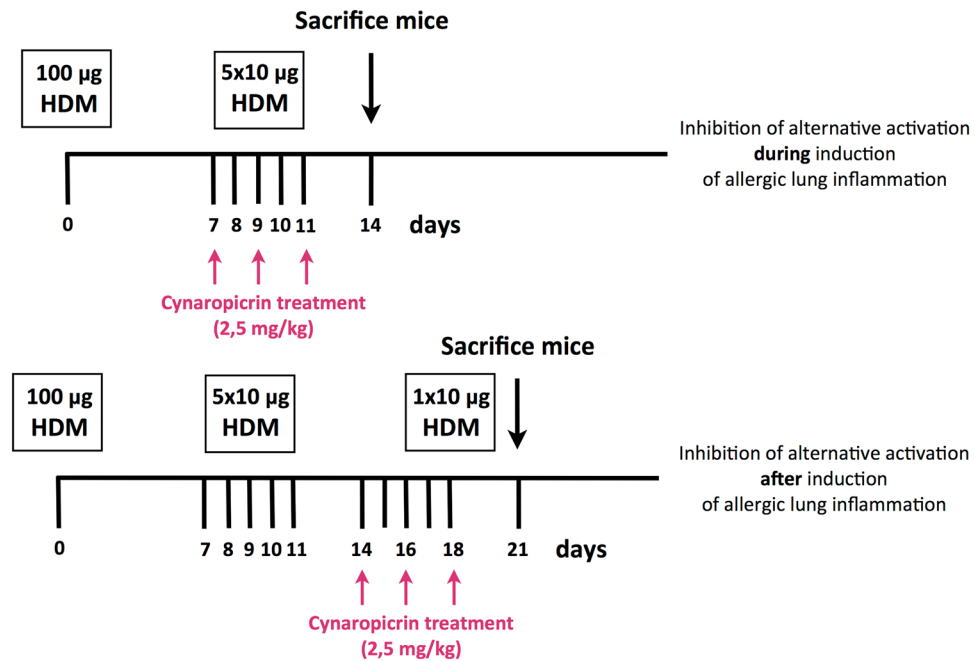 Sacrifice mice
100 µg
HDM
5x10 µg
HDM
Inhibition of alternative activation
during induction
of allergic lung inflammation
0
7 8 9 10 11 14 days
Cynaropicrin treatment
(2,5 mg/kg)
Sacrifice mice
100 µg
HDM
5x10 µg
HDM
1x10 µg
HDM
Inhibition of alternative activation
after induction
of allergic lung inflammation
0 7 8 9 10 11 14 16 18 21 days
Cynaropicrin treatment
(2,5 mg/kg)